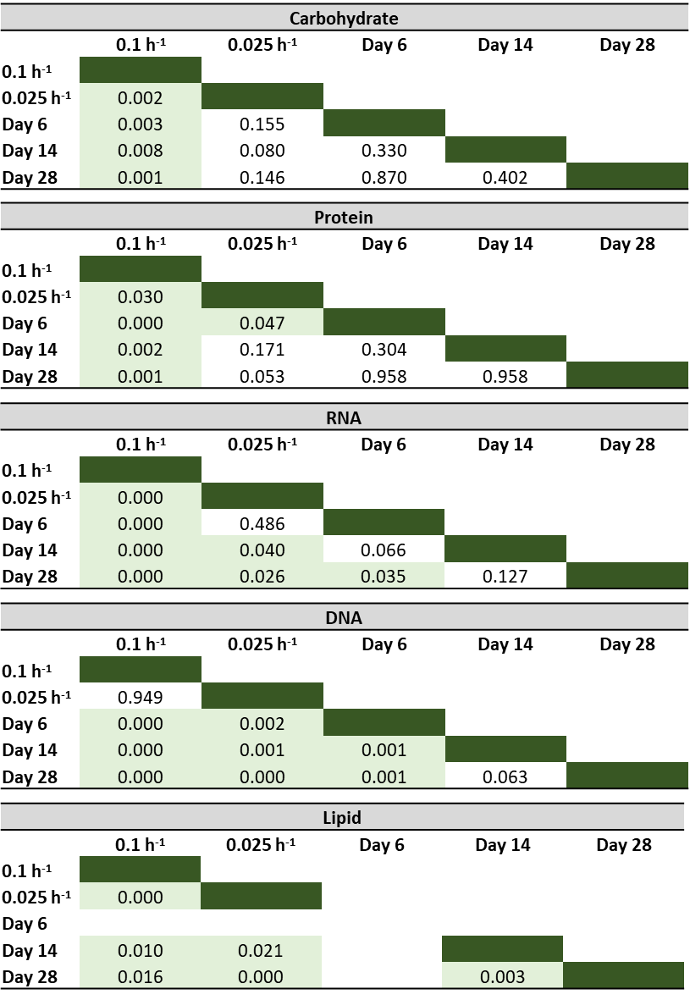 Carbohydrate
0.1 h-1 0.025 h-1 Day 6 Day 14 Day 28
0.1 h-1
0.025 h-1 0.002
Day 6 0.003 0.155
Day 14 0.008 0.080 0.330
Day 28 0.001 0.146 0.870 0.402
Protein
0.1 h-1 0.025 h-1 Day 6 Day 14 Day 28
0.1 h-1
0.025 h-1 0.030
Day 6 0.000 0.047
Day 14 0.002 0.171 0.304
Day 28 0.001 0.053 0.958 0.958
RNA
0.1 h-1 0.025 h-1 Day 6 Day 14 Day 28
0.1 h-1
0.025 h-1 0.000
Day 6 0.000 0.486
Day 14 0.000 0.040 0.066
Day 28 0.000 0.026 0.035 0.127
DNA
0.1 h-1 0.025 h-1 Day 6 Day 14 Day 28
0.1 h-1
0.025 h-1 0.949
Day 6 0.000 0.002
Day 14 0.000 0.001 0.001
Day 28 0.000 0.000 0.001 0.063
Lipid
0.1 h-1 0.025 h-1 Day 6 Day 14 Day 28
0.1 h-1
0.025 h-1 0.000
Day 6
Day 14 0.010 0.021
Day 28 0.016 0.000 0.003